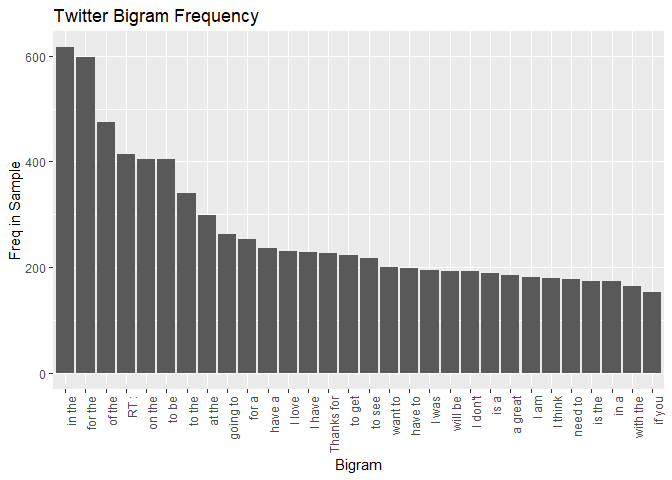 Twitter Bigram Frequency
Freq in Sample
600
400
200
0
in the
for the
of the
RT :
on the
to be
to the
at the
going to
for a
have a
I love
I have
Thanks for
to get
to see
want to
have to
I was
will be
I don't
is a
a great
I am
I think
need to
is the
in a
with the
if you
Bigram